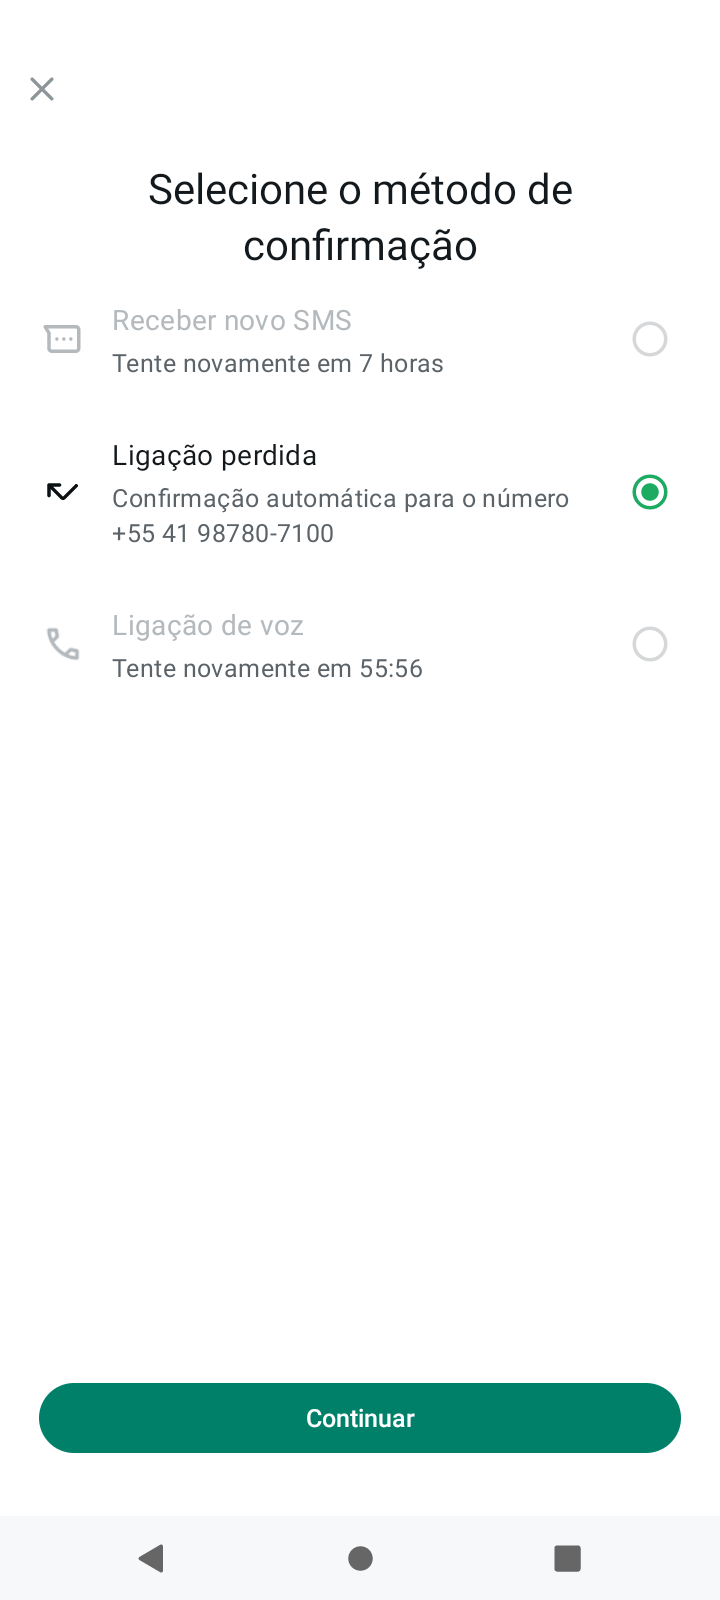 Selecione o método de
confirmação
Receber novo SMS
Tente novamente em 7 horas
Ligação perdida
Confirmação automática para o número
+55 41 98780-7100
Ligação de voz
Tente novamente em 55:56
Continuar